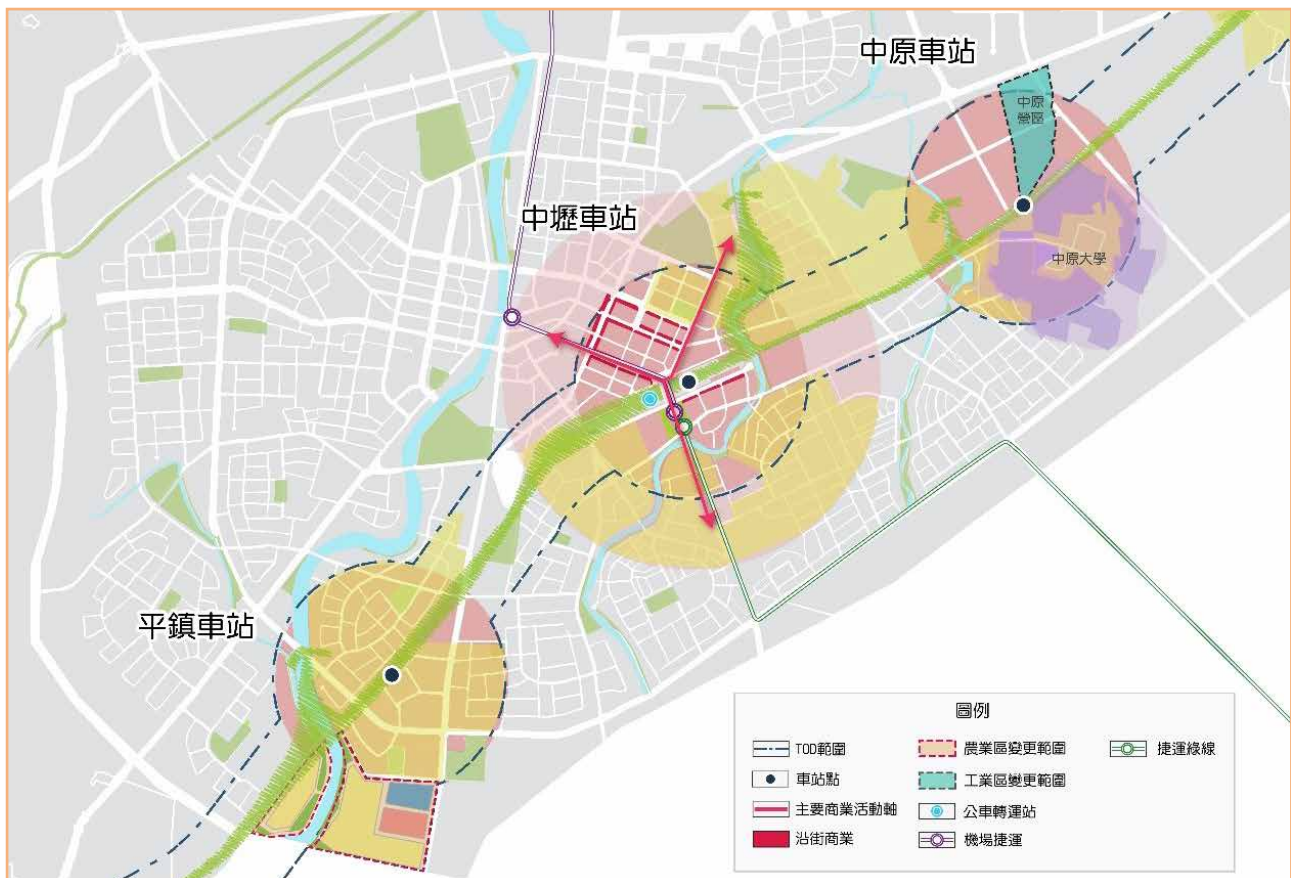 中原車站
中原
營區
中壢車站
中原大學
平鎮車站
圖例
TOD範圍
農業區變更範圍
捷運綠線
車站點
工業區變更範圍
主要商業活動軸
公車轉運站
沿街商業
機場捷運